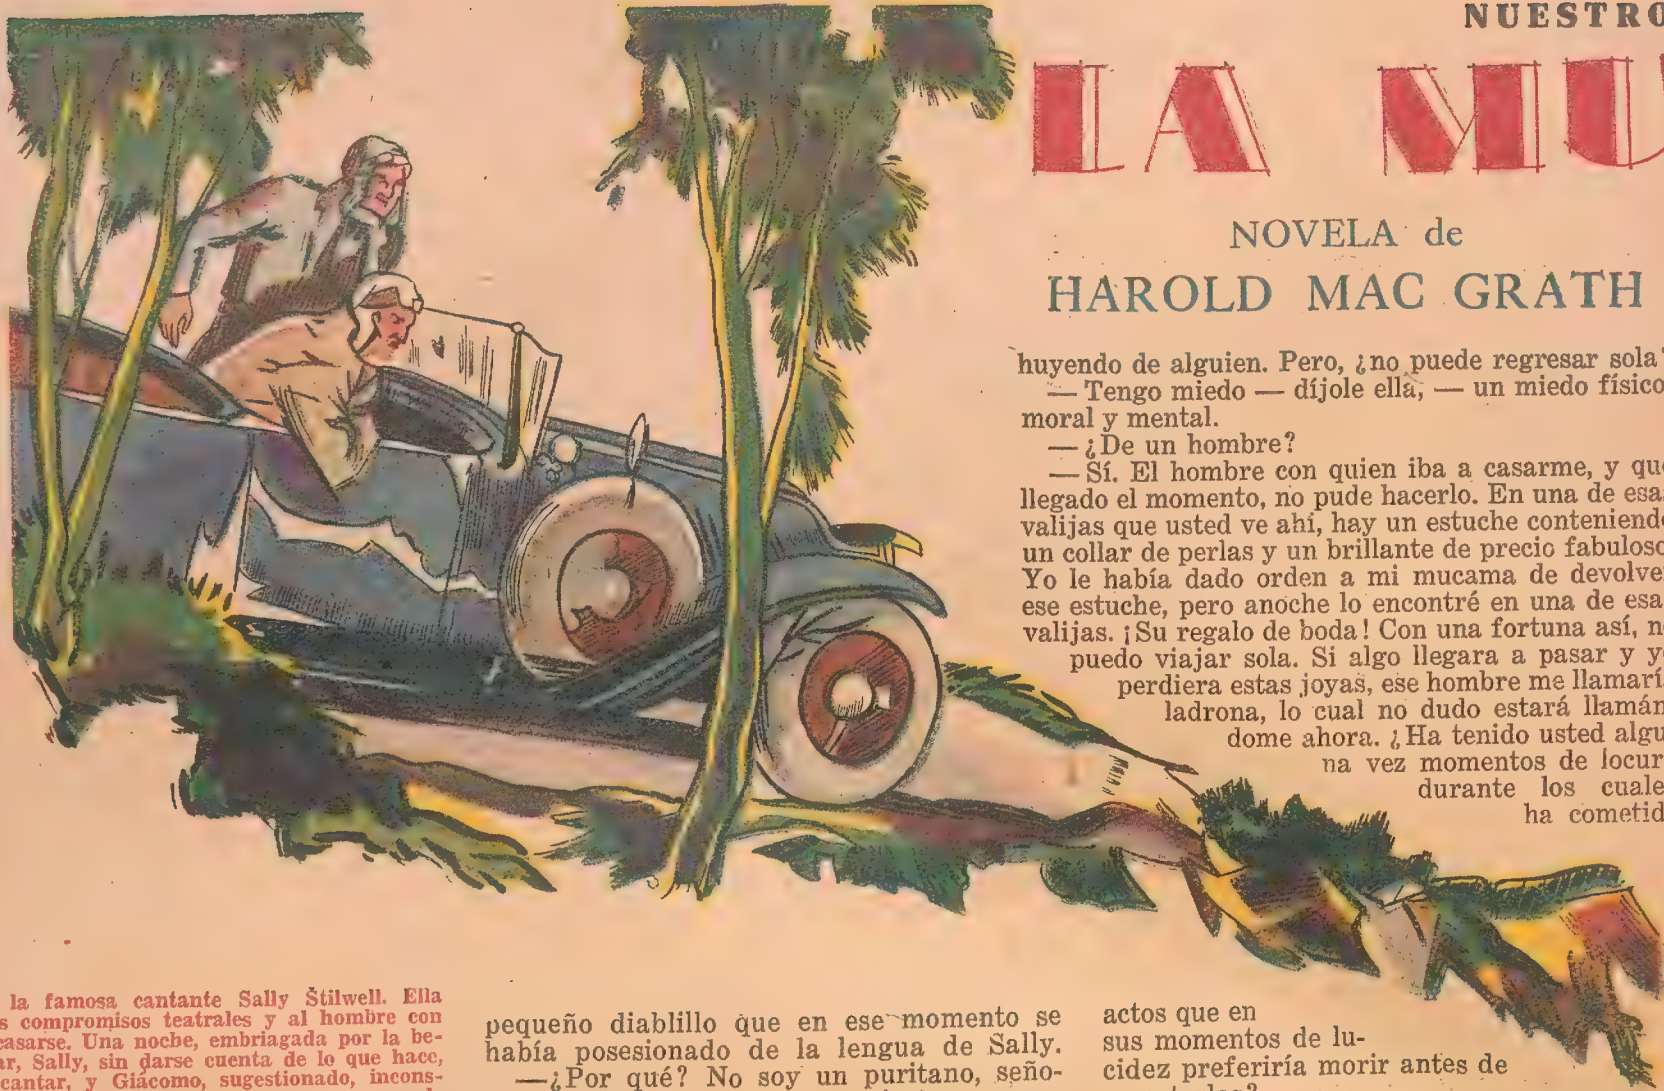 NUESTRO
LA MU
NOVELA de
HAROLD MAC GRATH
huyendo de alguien. Pero, ¿no puede regresar sola?
— Tengo miedo — díjole ella, — un miedo físico
moral y mental.
— ¿De un hombre?
— Sí. El hombre con quien iba a casarme, y que
llegado el momento, no pude hacerlo. En una de esa
valijas que usted ve ahí, hay un estuche conteniend
un collar de perlas y un brillante de precio fabuloso
Yo le había dado orden a mi mucama de devolve
ese estuche, pero anoche lo encontré en una de esa
valijas. ¡Su regalo de boda! Con una fortuna así, n
puedo viajar sola. Si algo llegara a pasar y y
perdiera estas joyas, ese hombre me llamarí
ladrona, lo cual no dudo estará llamán
dome ahora. ¿Ha tenido usted algu
na vez momentos de locur
durante los cuale
ha cometid
la famosa cantante Sally Stilwell. Ella
s compromisos teatrales y al hombre con
casarse. Una noche, embriagada por la be-
ar, Sally, sin darse cuenta de lo que hace,
cantar, y Giácomo, sugestionado, incons-
pequeño diablillo que en ese momento se
había posesionado de la lengua de Sally.
—¿Por qué? No soy un puritano, seño-
actos que en
sus momentos de lu-
cidez preferiría morir antes de